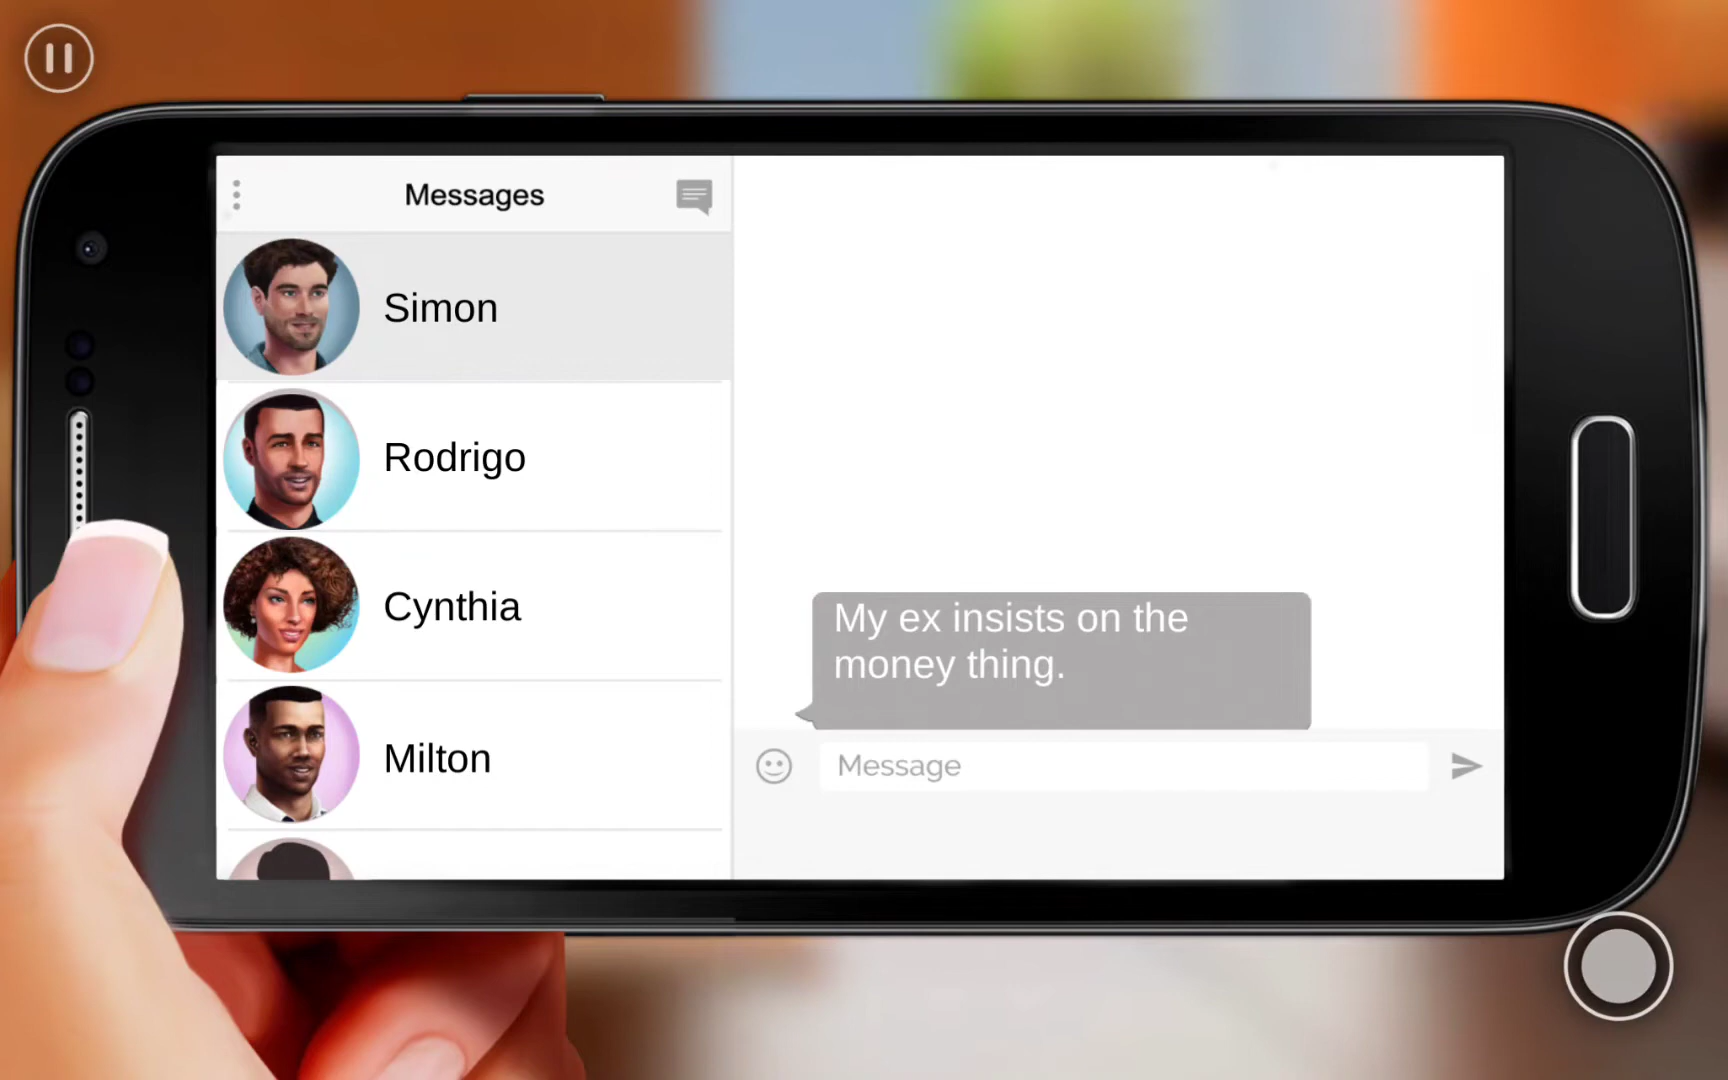 Messages
Simon
Rodrigo
Cynthia
Milton
My ex insists on the
money thing.
Message